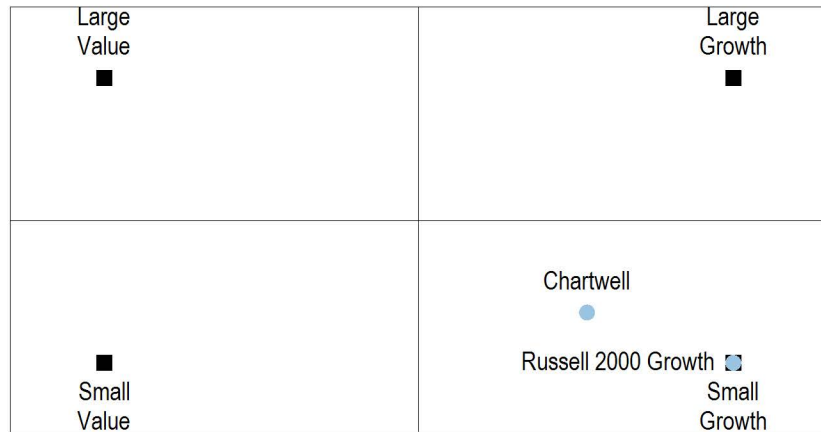 Large
Value
Large
Growth
Chartwell
Russell 2000 Growth
Small
Value
Small
Growth